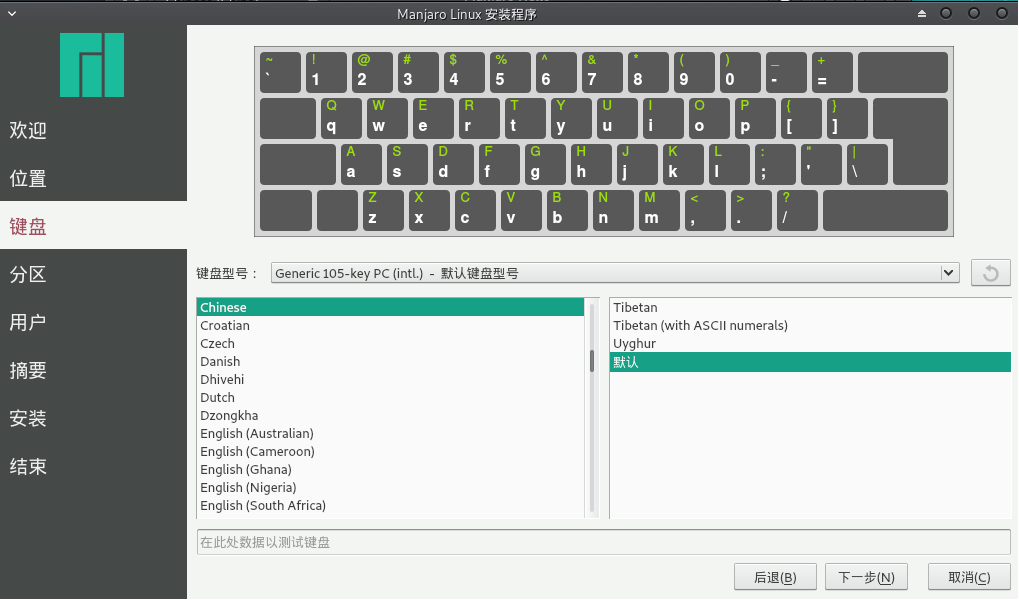 Manjaro Linux 安装程序
欢迎
位置
键盘
分区
用户
摘要
安装
结束
~ ! @ # $ % ^ & * ( ) _ +
` 1 2 3 4 5 6 7 8 9 0 - =
Q W E R T Y U I O P { }
q w e r t y u i o p [ ]
A S D F G H J K L : " |
a s d f g h j k l ; ' \
Z X C V B N M < > ?
z x c v b n m , . /
键盘型号： Generic 105-key PC (intl.) - 默认键盘型号
Chinese
Croatian
Czech
Danish
Dhivehi
Dutch
Dzongkha
English (Australian)
English (Cameroon)
English (Ghana)
English (Nigeria)
English (South Africa)
Tibetan
Tibetan (with ASCII numerals)
Uyghur
默认
在此处数据以测试键盘
后退(B) 下一步(N) 取消(C)